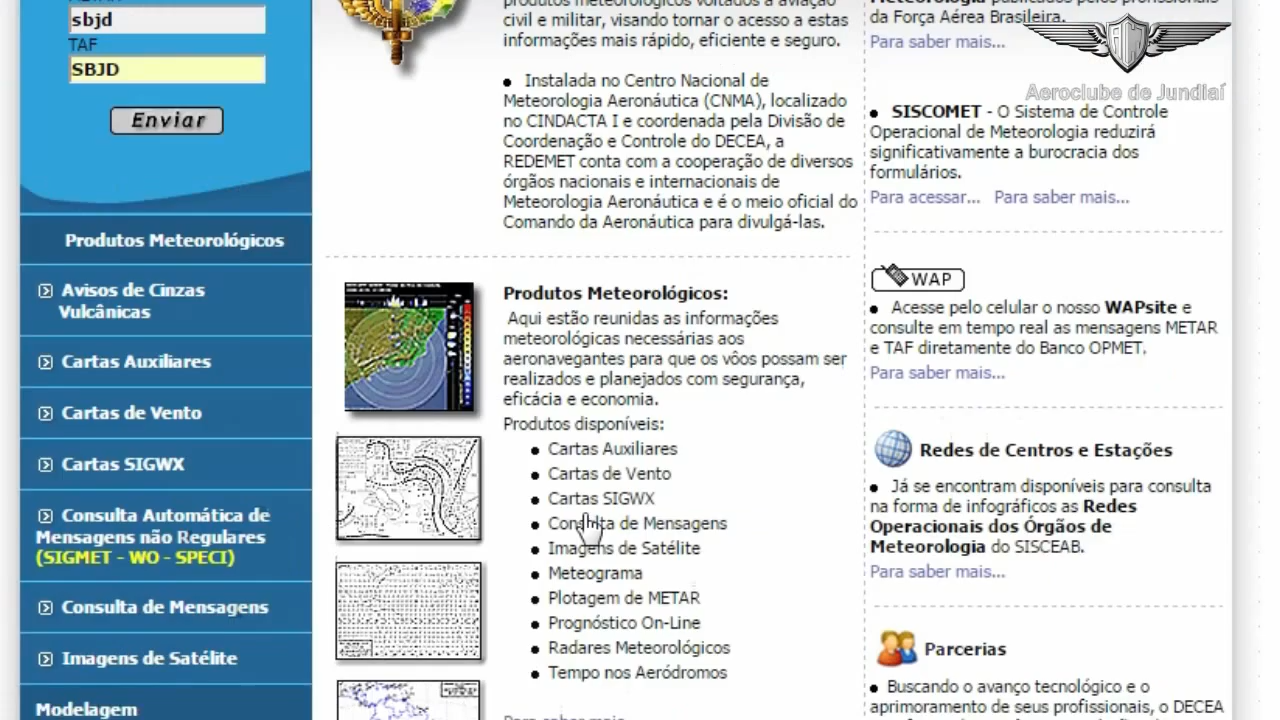 sbjd
TAF
SBJD
Enviar
Produtos Meteorológicos
Avisos de Cinzas
Vulcânicas
Cartas Auxiliares
Cartas de Vento
Cartas SIGWX
Consulta Automática de
Mensagens não Regulares
(SIGMET - WO - SPECI)
Consulta de Mensagens
Imagens de Satélite
Modelagem
produtos meteorológicos voltados à aviação
civil e militar, visando tornar o acesso a estas
informações mais rápido, eficiente e seguro.
Instalada no Centro Nacional de
Meteorologia Aeronáutica (CNMA), localizado
no CINDACTA I e coordenada pela Divisão de
Coordenação e Controle do DECEA, a
REDEMET conta com a cooperação de diversos
órgãos nacionais e internacionais de
Meteorologia Aeronáutica e é o meio oficial do
Comando da Aeronáutica para divulgá-las.
Produtos Meteorológicos:
Aqui estão reunidas as informações
meteorológicas necessárias aos
aeronavegantes para que os vôos possam ser
realizados e planejados com segurança,
eficácia e economia.
Produtos disponíveis:
Cartas Auxiliares
Cartas de Vento
Cartas SIGWX
Consulta de Mensagens
Imagens de Satélite
Meteograma
Plotagem de METAR
Prognóstico On-Line
Radares Meteorológicos
Tempo nos Aeródromos
Meteorologia publicados pelos profissionais
da Força Aérea Brasileira.
Para saber mais...
Aeroclube de Jundiaí
SISCOMET - O Sistema de Controle
Operacional de Meteorologia reduzirá
significativamente a burocracia dos
formulários.
Para acessar... Para saber mais...
WAP
Acesse pelo celular o nosso WAPsite e
consulte em tempo real as mensagens METAR
e TAF diretamente do Banco OPMET.
Para saber mais...
Redes de Centros e Estações
Já se encontram disponíveis para consulta
na forma de infográficos as Redes
Operacionais dos Órgãos de
Meteorologia do SISCEAB.
Para saber mais...
Parcerias
Buscando o avanço tecnológico e o
aprimoramento de seus profissionais, o DECEA